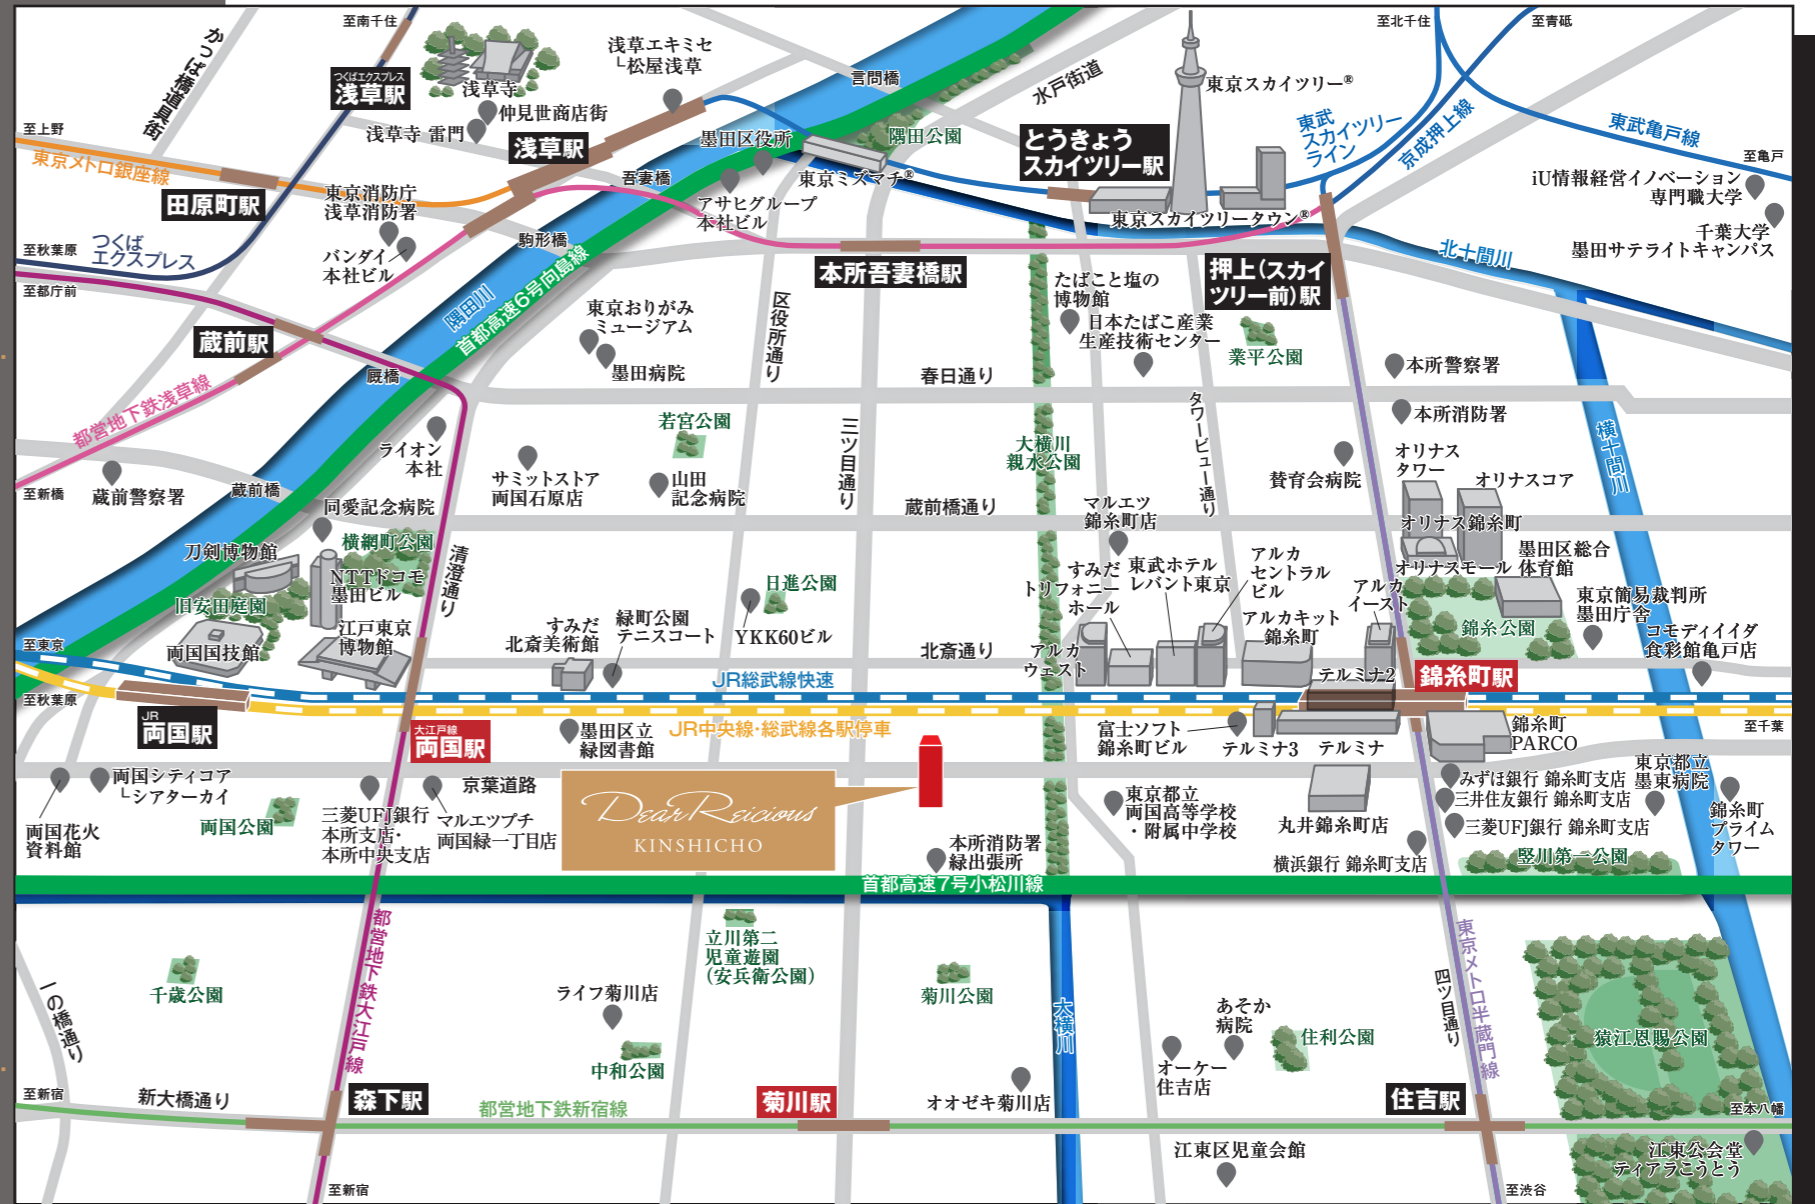 至南千住
かっぱ橋道具街
つくばエクスプレス
浅草駅
浅草寺
仲見世商店街
浅草寺 雷門
浅草エキミセ
└松屋浅草
言問橋
水戸街道
東京スカイツリー®
至北千住
至青砥
至上野
東京メトロ銀座線
田原町駅
浅草駅
墨田区役所
隅田公園
とうきょう
スカイツリー駅
東武
スカイツリー
ライン
京成押上線
東武亀戸線
至亀戸
iU情報経営イノベーション
専門職大学
千葉大学
墨田サテライトキャンパス
東京消防庁
浅草消防署
吾妻橋
東京ミズマチ®
アサヒグループ
本社ビル
東京スカイツリータウン®
至秋葉原
つくば
エクスプレス
バンダイ
本社ビル
駒形橋
本所吾妻橋駅
押上(スカイ
ツリー前)駅
北十間川
至都庁前
隅田川
首都高速6号向島線
東京おりがみ
ミュージアム
墨田病院
区役所通り
たばこと塩の
博物館
日本たばこ産業
生産技術センター
業平公園
蔵前駅
厩橋
春日通り
本所警察署
都営地下鉄浅草線
本所消防署
至新橋
蔵前警察署
蔵前橋
ライオン
本社
サミットストア
両国石原店
若宮公園
山田
記念病院
三ツ目通り
大横川
親水公園
タワービュー通り
賛育会病院
オリナス
タワー
オリナスコア
横十間川
同愛記念病院
蔵前橋通り
マルエツ
錦糸町店
オリナス錦糸町
オリナスモール
墨田区総合
体育館
刀剣博物館
横網町公園
NTTドコモ
墨田ビル
清澄通り
旧安田庭園
両国国技館
江戸東京
博物館
すみだ
北斎美術館
緑町公園
テニスコート
日進公園
YKK60ビル
北斎通り
すみだ
トリフォニー
ホール
東武ホテル
レバント東京
アルカ
セントラル
ビル
アルカキット
錦糸町
アルカ
イースト
アルカ
ウェスト
錦糸公園
東京簡易裁判所
墨田庁舎
コモディイイダ
食彩館亀戸店
至東京
至秋葉原
JR総武線快速
テルミナ2
錦糸町駅
JR
両国駅
大江戸線
両国駅
墨田区立
緑図書館
JR中央線・総武線各駅停車
富士ソフト
錦糸町ビル
テルミナ3
テルミナ
錦糸町
PARCO
至千葉
両国花火
資料館
両国シティコア
└シアターカイ
両国公園
三菱UFJ銀行
本所支店・
本所中央支店
京葉道路
マルエツプチ
両国緑一丁目店
Dear Reicious
KINSHICHO
本所消防署
緑出張所
東京都立
両国高等学校
・附属中学校
丸井錦糸町店
みずほ銀行 錦糸町支店
三井住友銀行 錦糸町支店
三菱UFJ銀行 錦糸町支店
横浜銀行 錦糸町支店
東京都立
墨東病院
錦糸町
プライム
タワー
竪川第一公園
首都高速7号小松川線
一の橋通り
千歳公園
都営地下鉄大江戸線
立川第二
児童遊園
(安兵衛公園)
ライフ菊川店
中和公園
菊川公園
大横川
オオゼキ菊川店
あそか
病院
オーケー
住吉店
住利公園
四ツ目通り
東京メトロ半蔵門線
猿江恩賜公園
至新宿
新大橋通り
森下駅
都営地下鉄新宿線
菊川駅
住吉駅
至本八幡
江東区児童会館
江東公会堂
ティアラこうとう
至新宿
至渋谷